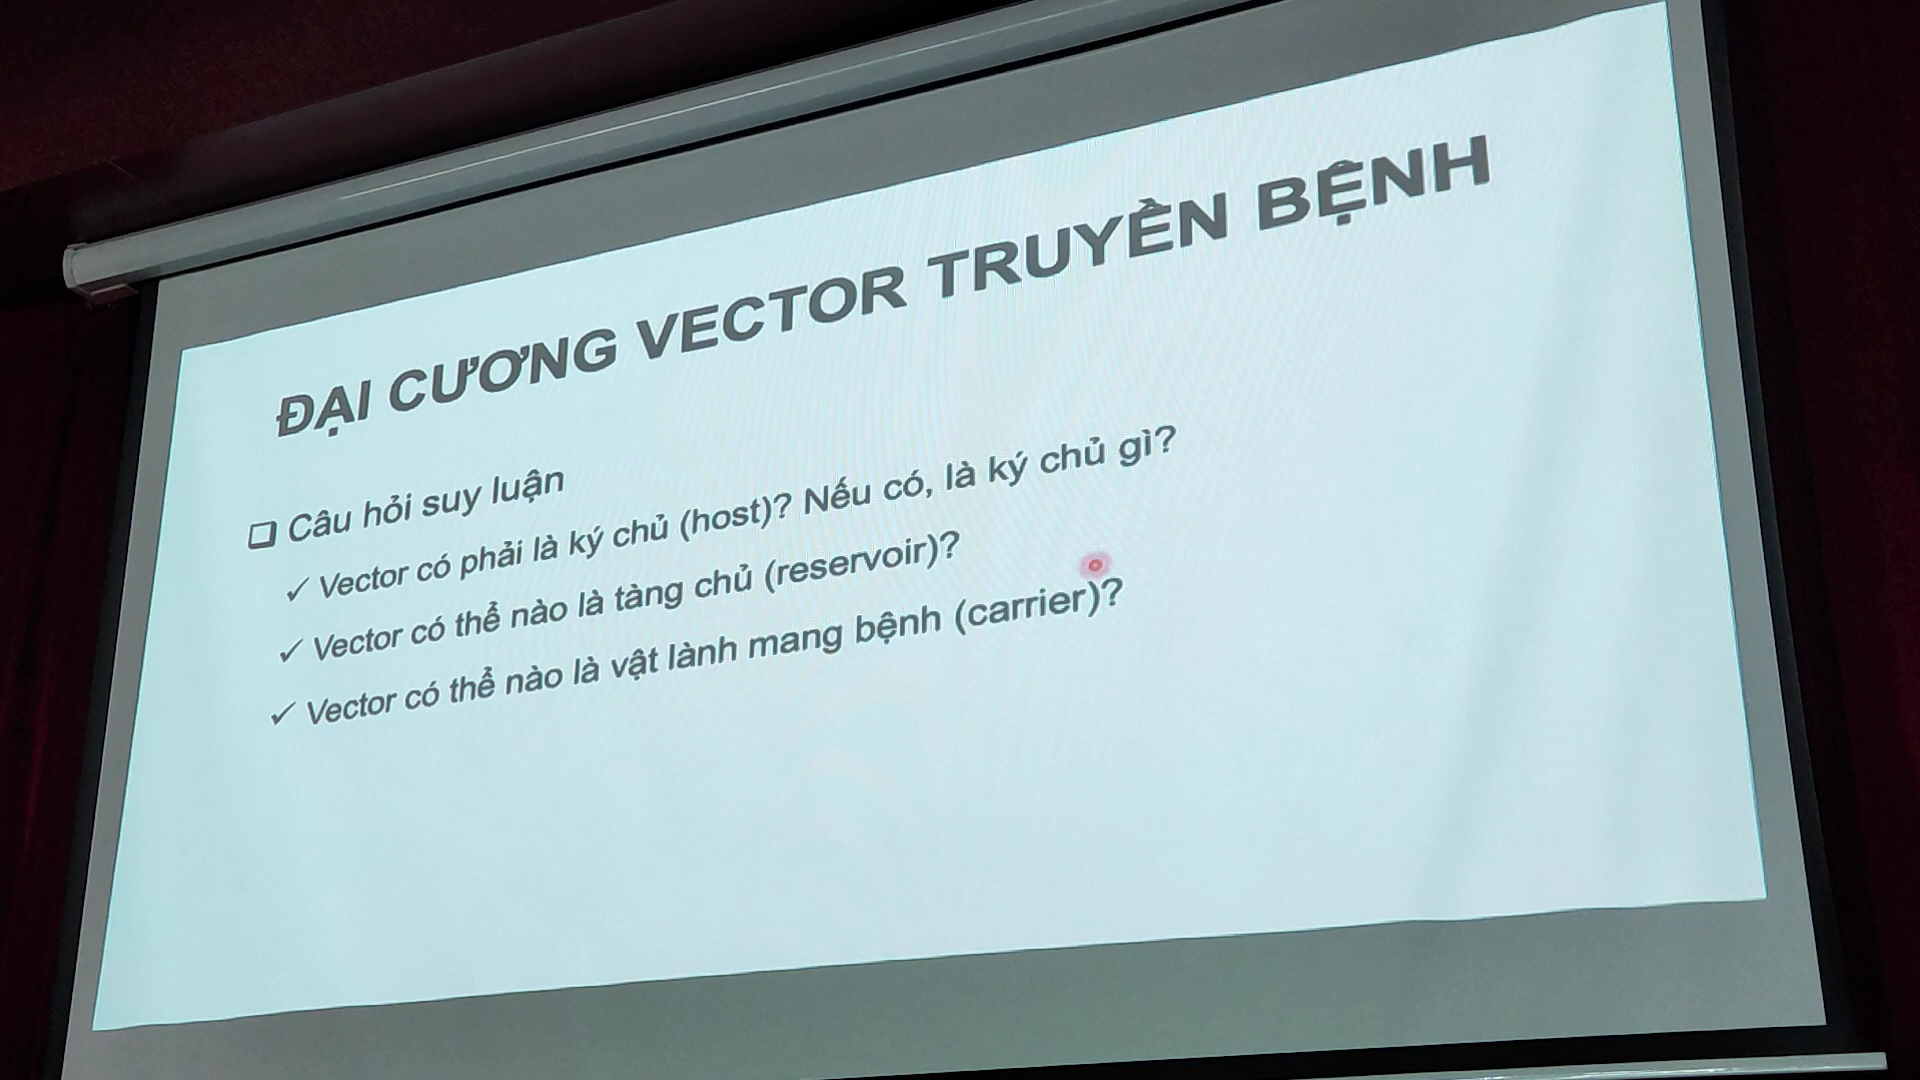 ĐẠI CƯƠNG VECTOR TRUYỀN BỆNH
❑ Câu hỏi suy luận
✓ Vector có phải là ký chủ (host)? Nếu có, là ký chủ gì?
✓ Vector có thể nào là tàng chủ (reservoir)?
✓ Vector có thể nào là vật lành mang bệnh (carrier)?